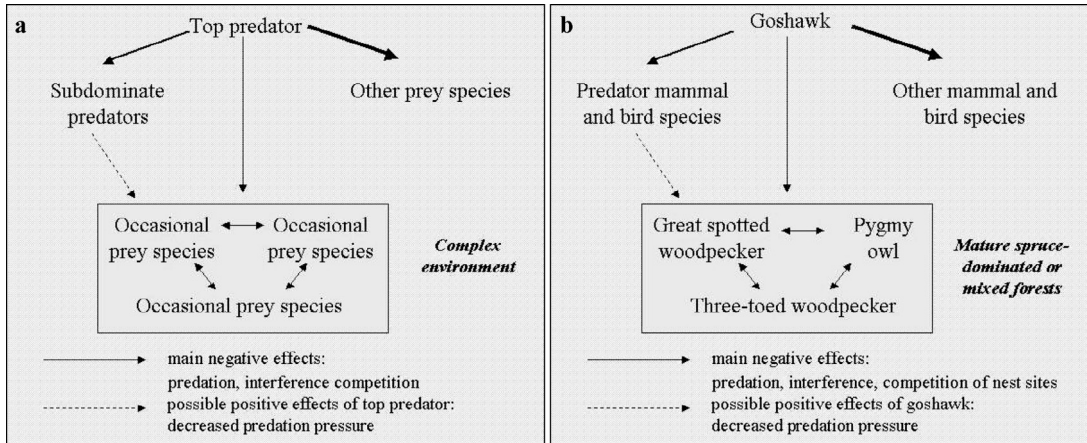 a
Top predator
Subdominate
predators
Other prey species
Occasional
prey species
Occasional
prey species
Occasional prey species
Complex
environment
main negative effects:
predation, interference competition
possible positive effects of top predator:
decreased predation pressure
b
Goshawk
Predator mammal
and bird species
Other mammal and
bird species
Great spotted
woodpecker
Pygmy
owl
Three-toed woodpecker
Mature spruce-
dominated or
mixed forests
main negative effects:
predation, interference, competition of nest sites
possible positive effects of goshawk:
decreased predation pressure